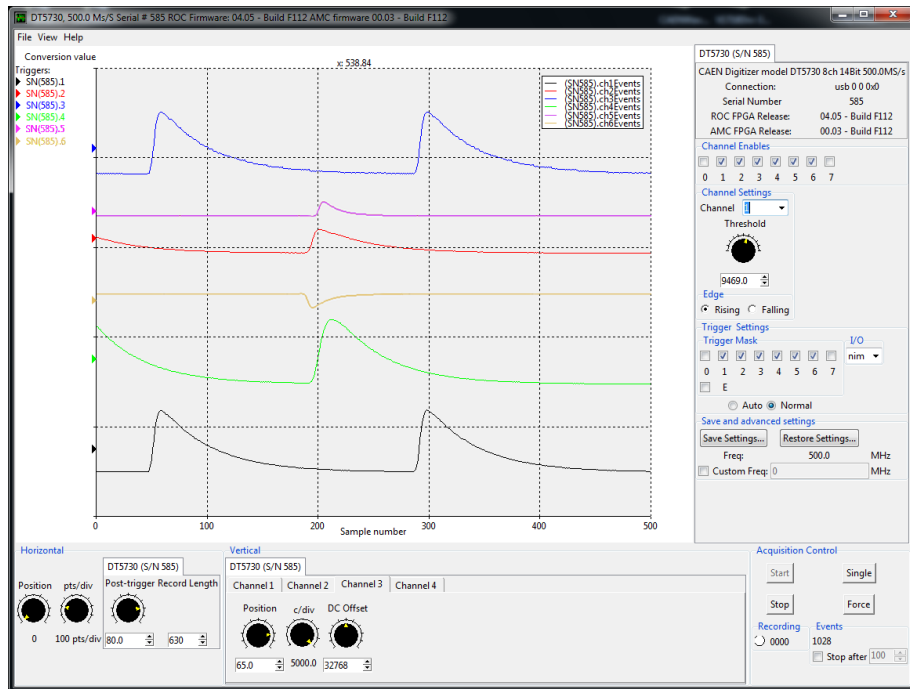 DT5730, 500.0 Ms/S Serial # 585 ROC Firmware: 04.05 - Build F112 AMC firmware 00.03 - Build F112
File View Help
Conversion value
x: 538.84
Triggers:
SN(585).1
SN(585).2
SN(585).3
SN(585).4
SN(585).5
SN(585).6
(SN585).ch1Events
(SN585).ch2Events
(SN585).ch3Events
(SN585).ch4Events
(SN585).ch5Events
(SN585).ch6Events
0 100 200 300 400 500
Sample number
DT5730 (S/N 585)
CAEN Digitizer model DT5730 8ch 14Bit 500.0MS/s
Connection: usb 0 0 0x0
Serial Number 585
ROC FPGA Release: 04.05 - Build F112
AMC FPGA Release: 00.03 - Build F112
Channel Enables
0 1 2 3 4 5 6 7
Channel Settings
Channel 1
Threshold
9469.0
Edge
Rising Falling
Trigger Settings
Trigger Mask I/O
nim
0 1 2 3 4 5 6 7
E
Auto Normal
Save and advanced settings
Save Settings... Restore Settings...
Freq: 500.0 MHz
Custom Freq: 0 MHz
Horizontal
DT5730 (S/N 585)
Position pts/div Post-trigger Record Length
0 100 pts/div 80.0 630
Vertical
DT5730 (S/N 585)
Channel 1 Channel 2 Channel 3 Channel 4
Position c/div DC Offset
65.0 5000.0 32768
Acquisition Control
Start Single
Stop Force
Recording Events
0000 1028
Stop after 100